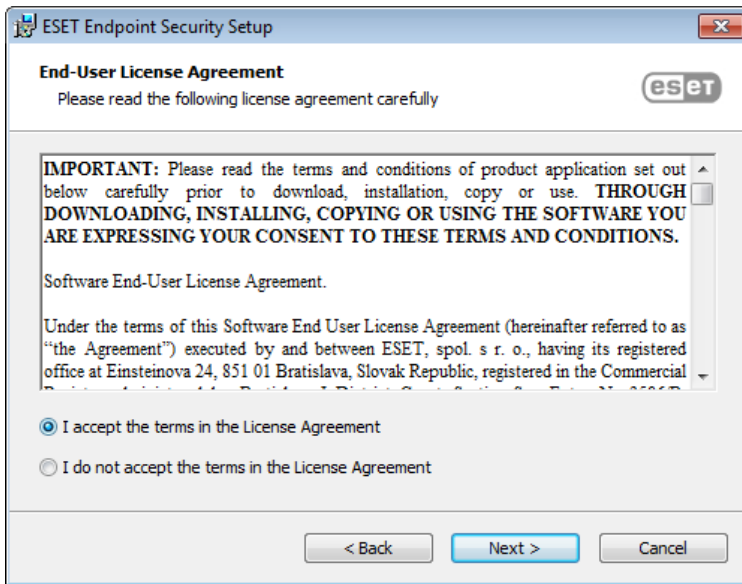 ESET Endpoint Security Setup
End-User License Agreement
Please read the following license agreement carefully
eseT
IMPORTANT: Please read the terms and conditions of product application set out
below carefully prior to download, installation, copy or use. THROUGH
DOWNLOADING, INSTALLING, COPYING OR USING THE SOFTWARE YOU
ARE EXPRESSING YOUR CONSENT TO THESE TERMS AND CONDITIONS.
Software End-User License Agreement.
Under the terms of this Software End User License Agreement (hereinafter referred to as
“the Agreement”) executed by and between ESET, spol. s r. o., having its registered
office at Einsteinova 24, 851 01 Bratislava, Slovak Republic, registered in the Commercial
I accept the terms in the License Agreement
I do not accept the terms in the License Agreement
< Back
Next >
Cancel